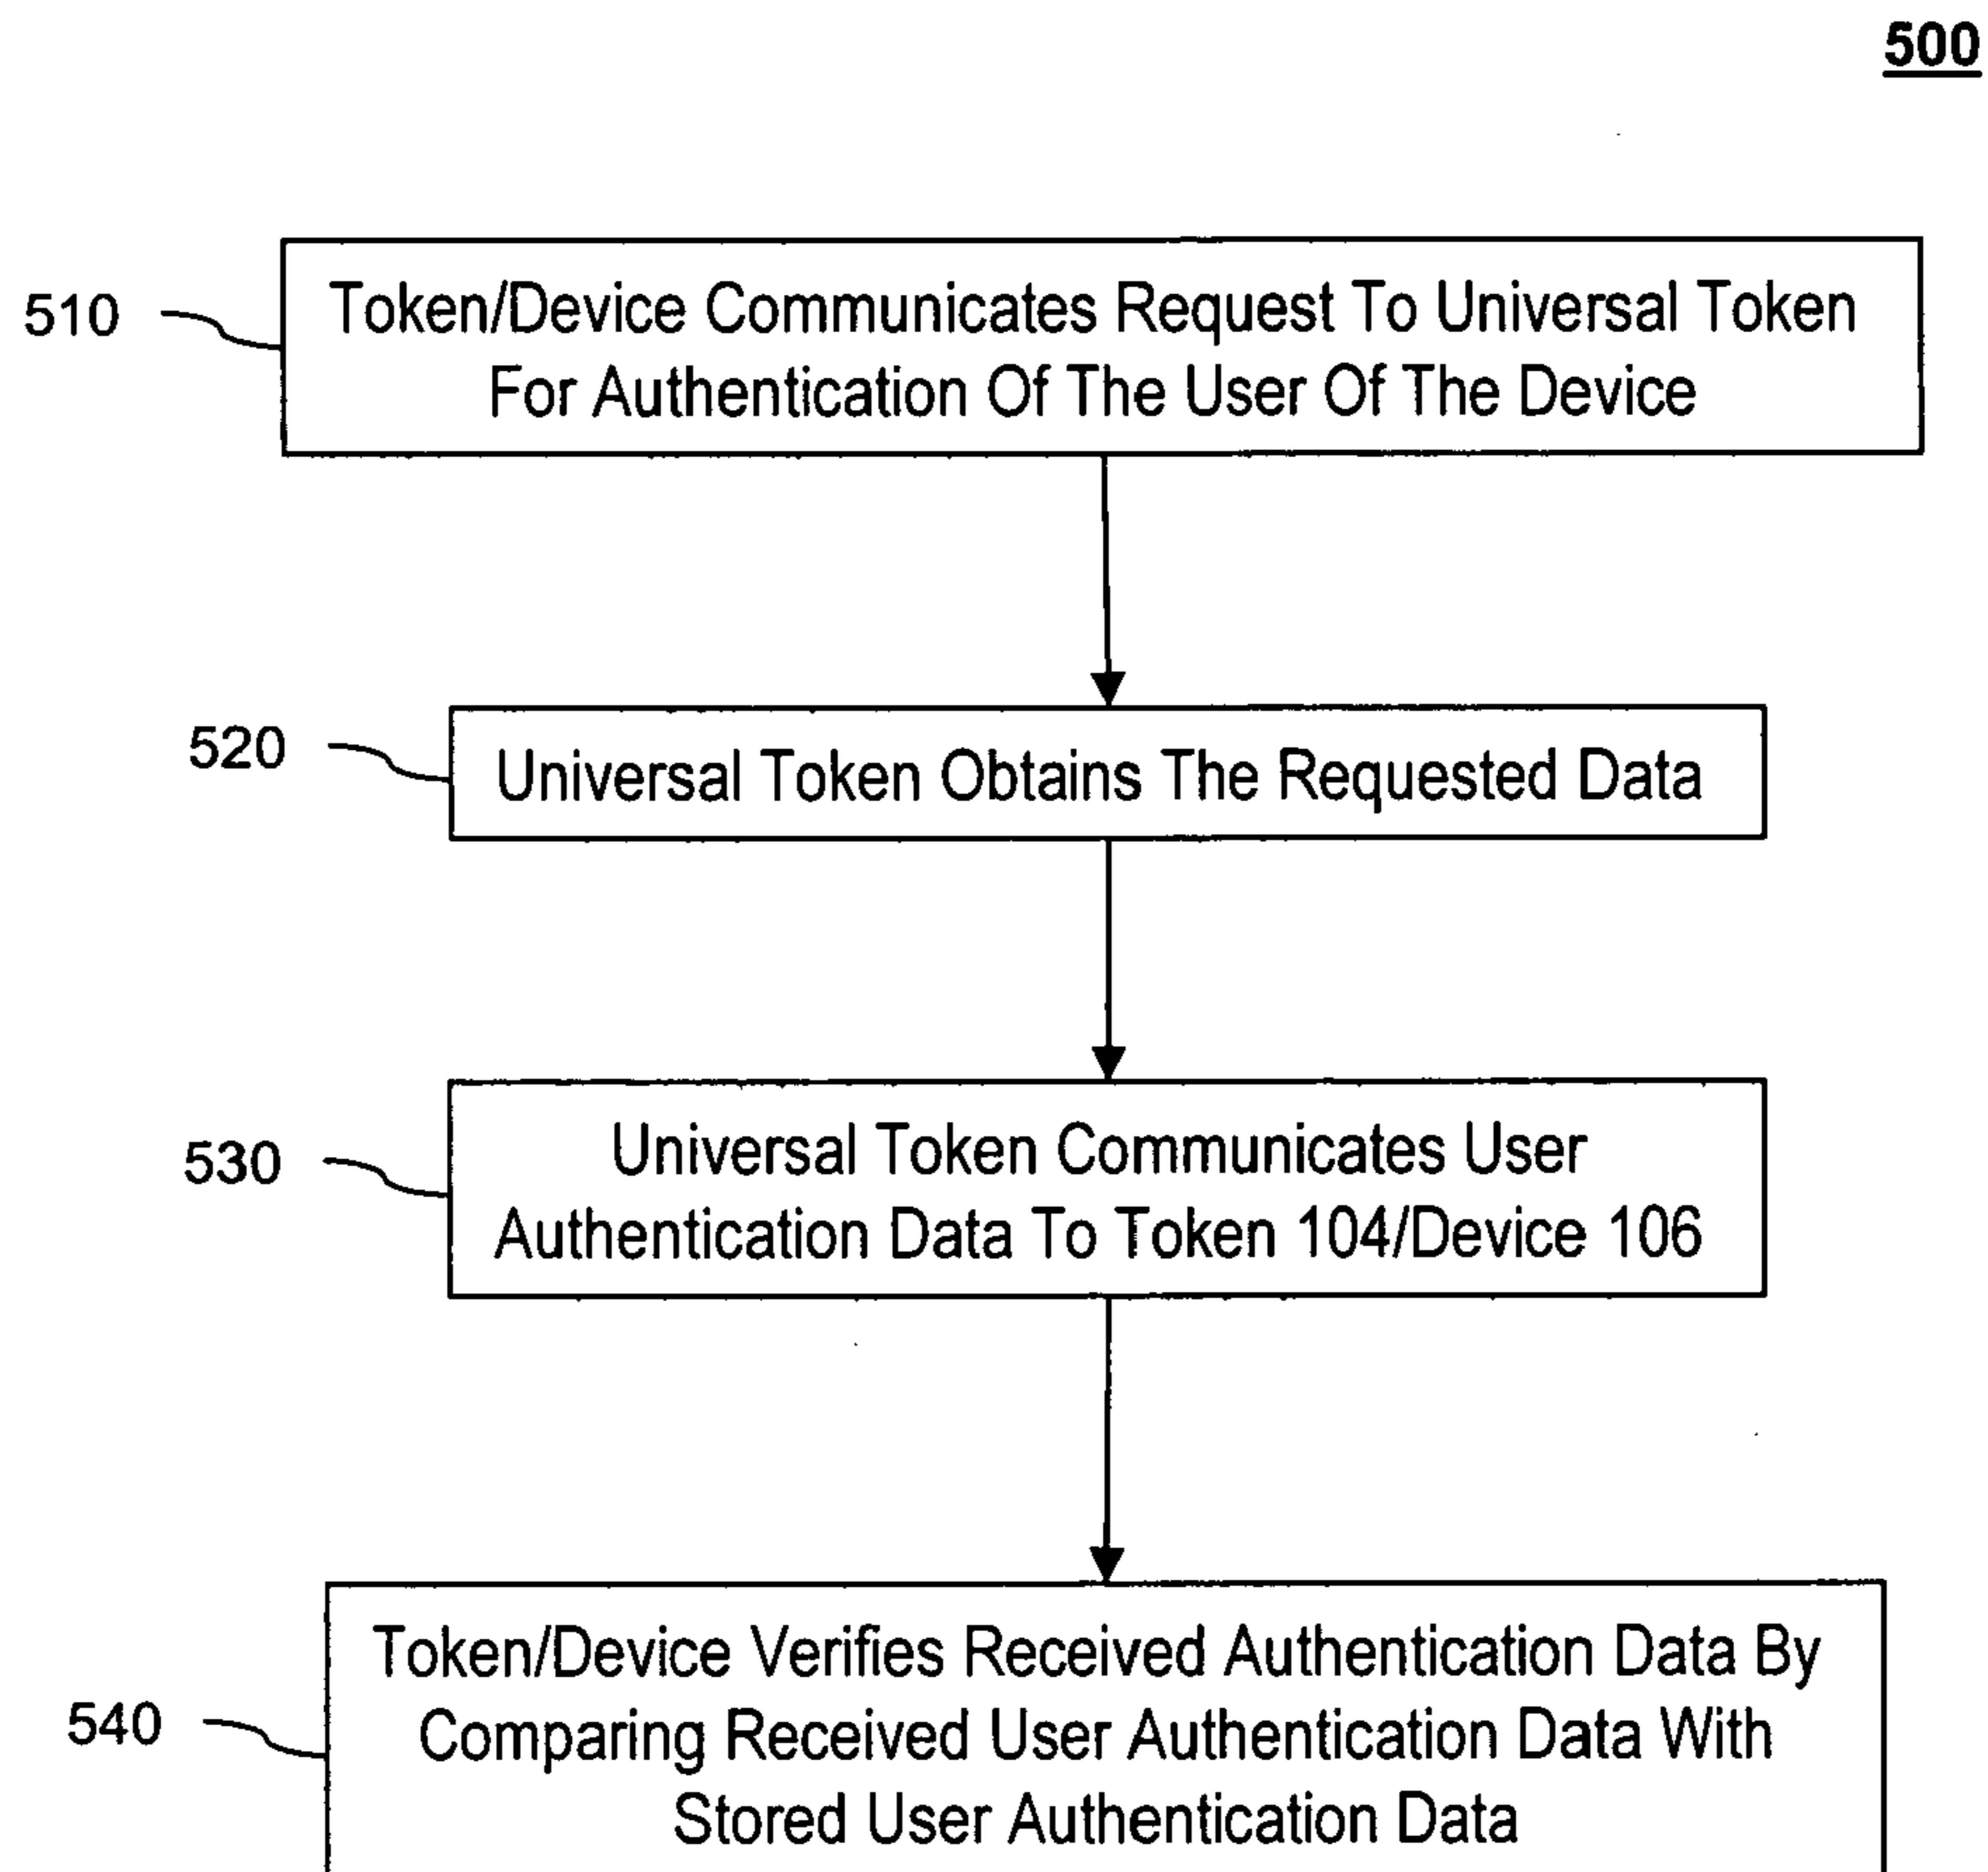 500
510
Token/Device Communicates Request To Universal Token
For Authentication Of The User Of The Device
520
Universal Token Obtains The Requested Data
530
Universal Token Communicates User
Authentication Data To Token 104/Device 106
540
Token/Device Verifies Received Authentication Data By
Comparing Received User Authentication Data With
Stored User Authentication Data